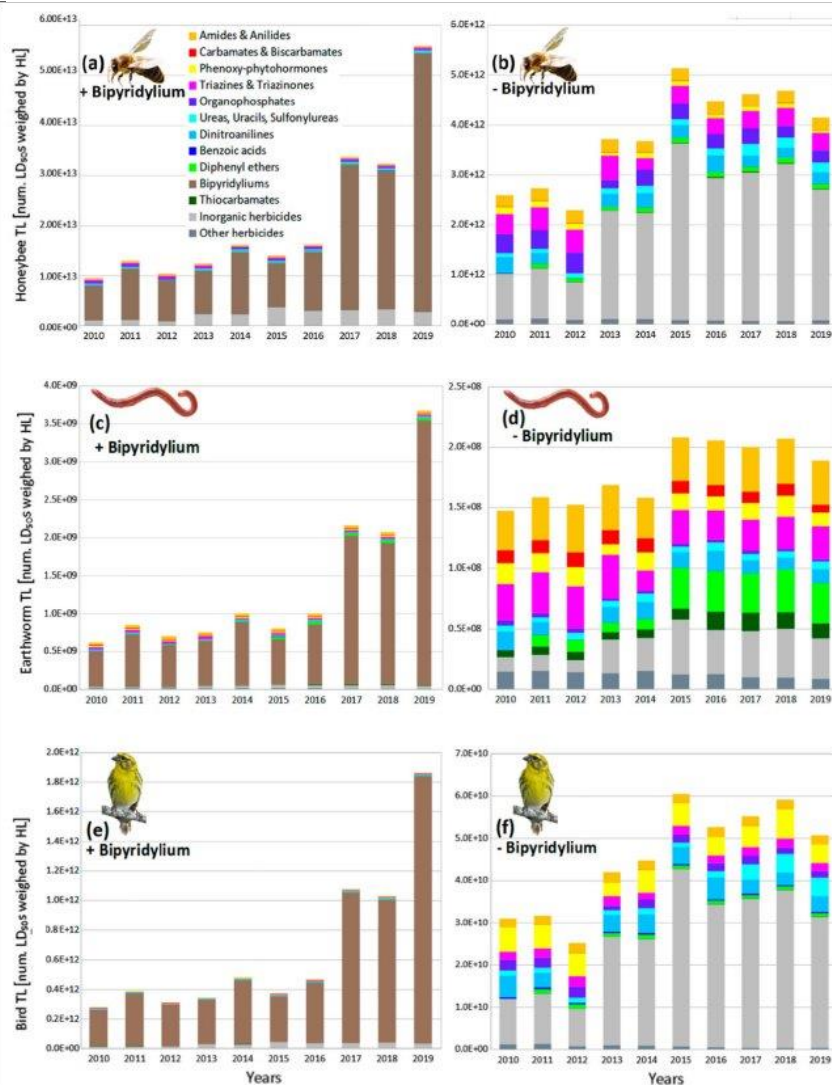 Honeybee TL [num. LD50s weighed by HL]
6.00E+13
5.00E+13
4.00E+13
3.00E+13
2.00E+13
1.00E+13
0.00E+00
(a)
+ Bipyridylium
Amides & Anilides
Carbamates & Biscarbamates
Phenoxy-phytohormones
Triazines & Triazinones
Organophosphates
Ureas, Uracils, Sulfonylureas
Dinitroanilines
Benzoic acids
Diphenyl ethers
Bipyridyliums
Thiocarbamates
Inorganic herbicides
Other herbicides
2010 2011 2012 2013 2014 2015 2016 2017 2018 2019
6.0E+12
5.0E+12
4.0E+12
3.0E+12
2.0E+12
1.0E+12
0.0E+00
(b)
- Bipyridylium
2010 2011 2012 2013 2014 2015 2016 2017 2018 2019
Earthworm TL [num. LD50s weighed by HL]
4.0E+09
3.5E+09
3.0E+09
2.5E+09
2.0E+09
1.5E+09
1.0E+09
0.5E+09
0.0E+00
(c)
+ Bipyridylium
2010 2011 2012 2013 2014 2015 2016 2017 2018 2019
2.5E+08
2.0E+08
1.5E+08
1.0E+08
0.5E+08
0.0E+00
(d)
- Bipyridylium
2010 2011 2012 2013 2014 2015 2016 2017 2018 2019
Bird TL [num. LD50s weighed by HL]
2.0E+12
1.8E+12
1.6E+12
1.4E+12
1.2E+12
1.0E+12
0.8E+12
0.6E+12
0.4E+12
0.2E+12
0.0E+00
(e)
+ Bipyridylium
2010 2011 2012 2013 2014 2015 2016 2017 2018 2019
Years
7.0E+10
6.0E+10
5.0E+10
4.0E+10
3.0E+10
2.0E+10
1.0E+10
0.0E+00
(f)
- Bipyridylium
2010 2011 2012 2013 2014 2015 2016 2017 2018 2019
Years